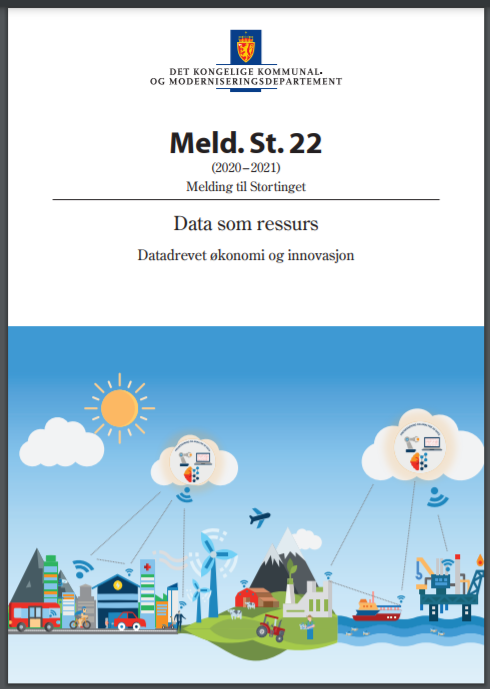 DET KONGELIGE KOMMUNAL-
OG MODERNISERINGSDEPARTEMENT
Meld. St. 22
(2020–2021)
Melding til Stortinget
Data som ressurs
Datadrevet økonomi og innovasjon